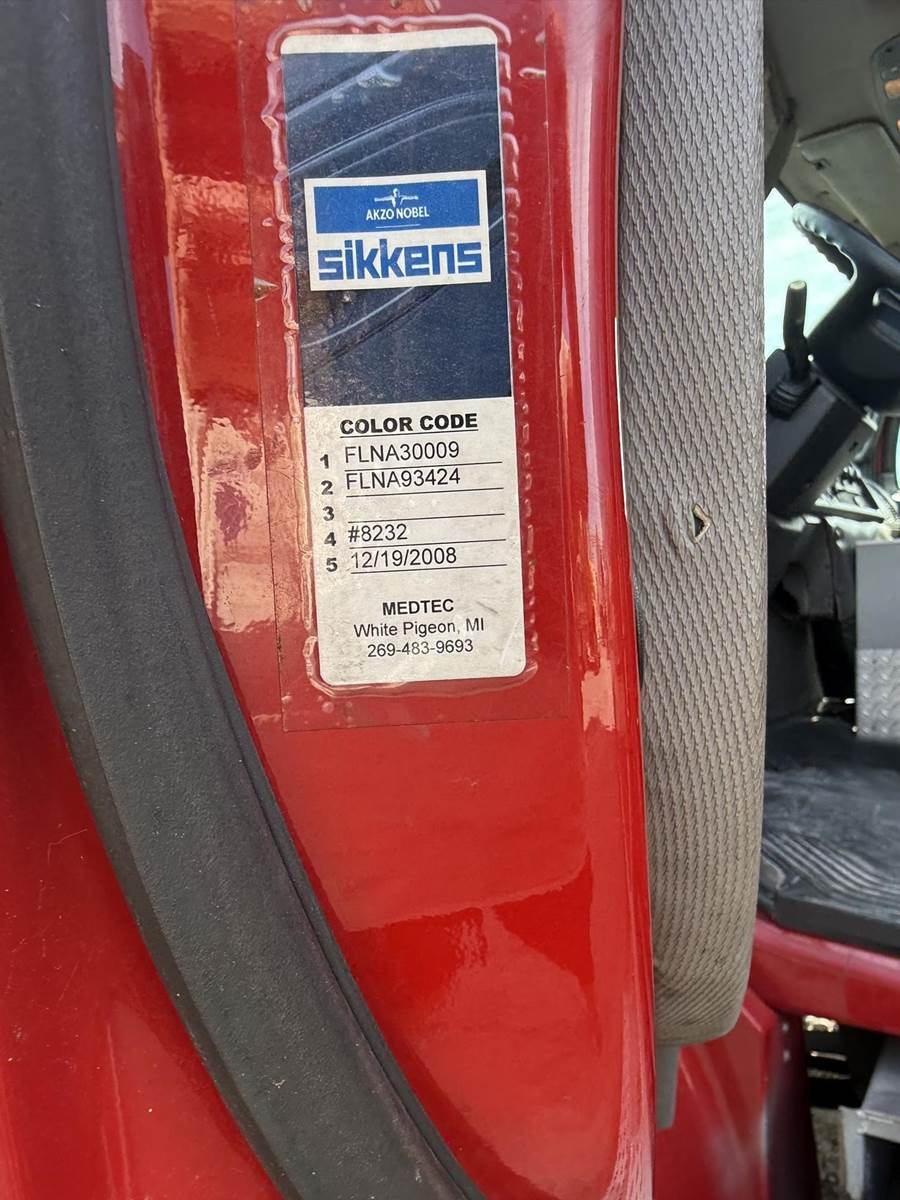 AKZO NOBEL
sikkens
COLOR CODE
1 FLNA30009
2 FLNA93424
3
4 #8232
5 12/19/2008
MEDTEC
White Pigeon, MI
269-483-9693